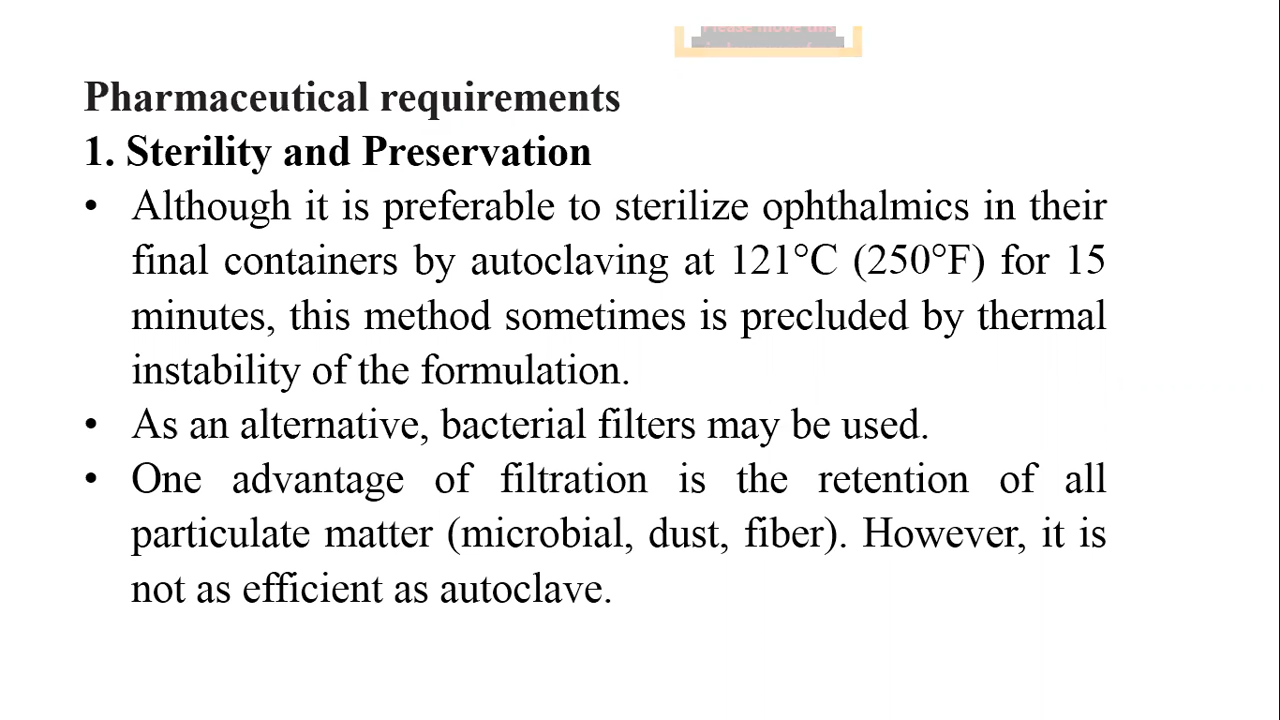 Please move this
Pharmaceutical requirements
1. Sterility and Preservation
• Although it is preferable to sterilize ophthalmics in their
final containers by autoclaving at 121°C (250°F) for 15
minutes, this method sometimes is precluded by thermal
instability of the formulation.
• As an alternative, bacterial filters may be used.
• One advantage of filtration is the retention of all
particulate matter (microbial, dust, fiber). However, it is
not as efficient as autoclave.